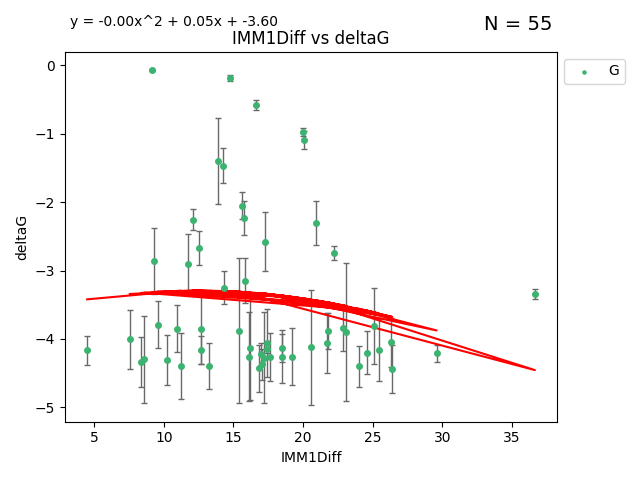 y = -0.00x^2 + 0.05x + -3.60
N = 55
IMM1Diff vs deltaG
G
0
−1
−2
−3
−4
−5
deltaG
5 10 15 20 25 30 35
IMM1Diff